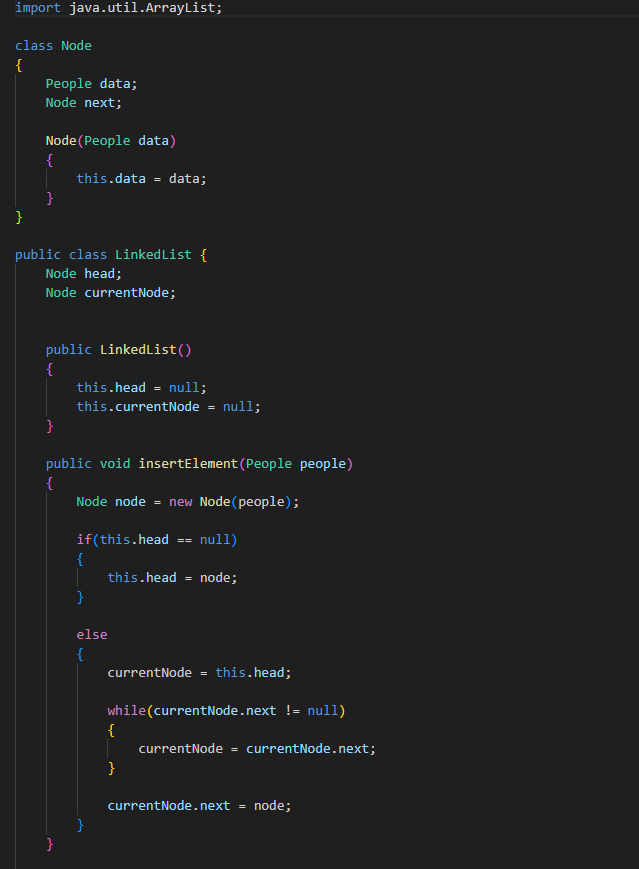 import java.util.ArrayList;
class Node
{
People data;
Node next;
Node(People data)
{
this.data = data;
}
}
public class LinkedList {
Node head;
Node currentNode;
public LinkedList()
{
this.head = null;
this.currentNode = null;
}
public void insertElement(People people)
{
Node node = new Node(people);
if(this.head == null)
{
this.head = node;
}
else
{
currentNode = this.head;
while(currentNode.next != null)
{
currentNode = currentNode.next;
}
currentNode.next = node;
}
}